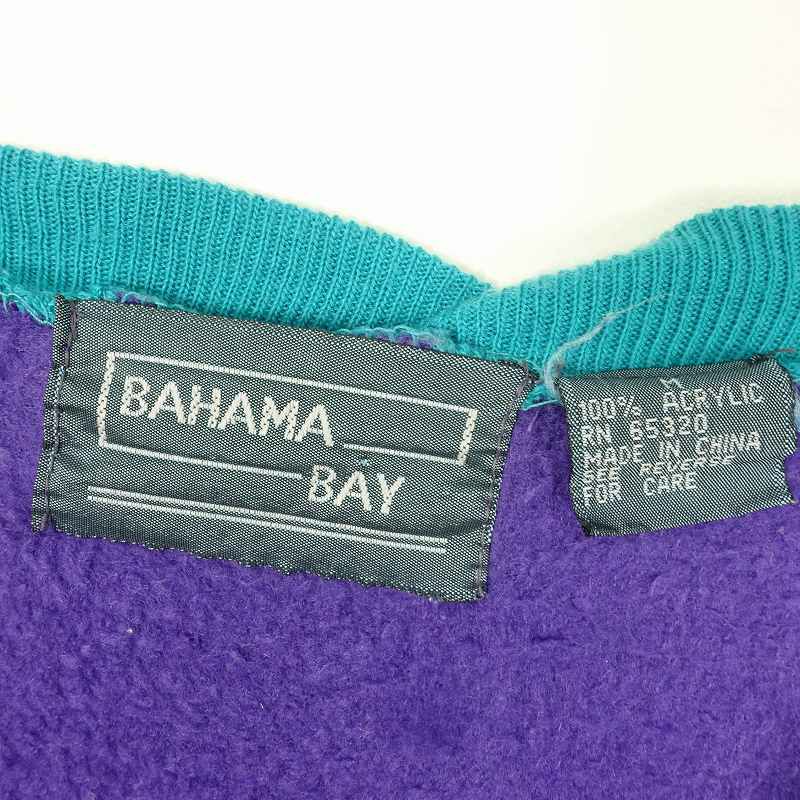 BAHAMA
BAY
100% ACRYLIC
RN 65320
MADE IN CHINA
SEE REVERSE
FOR CARE